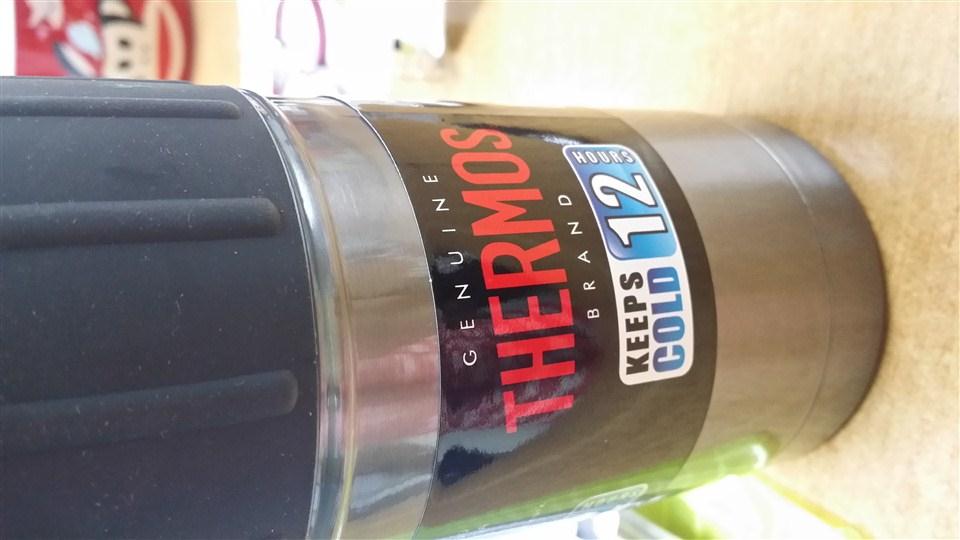 GENUINE
THERMOS
BRAND
KEEPS
COLD
12
HOURS